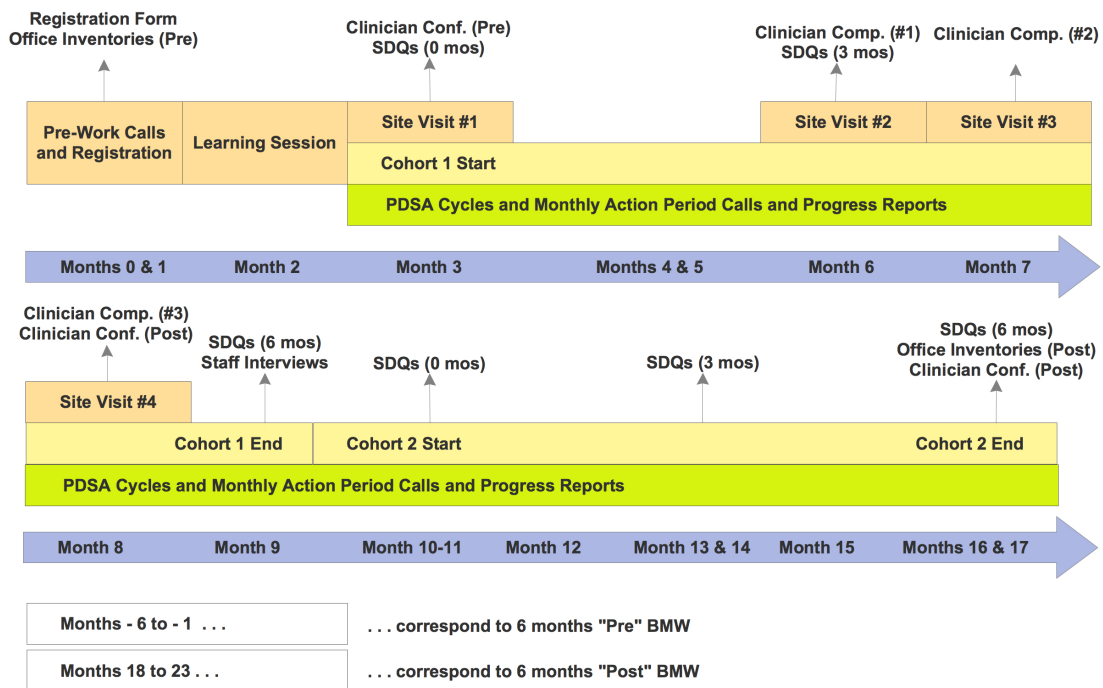 Registration Form
Office Inventories (Pre)
Clinician Conf. (Pre)
SDQs (0 mos)
Clinician Comp. (#1)
SDQs (3 mos)
Clinician Comp. (#2)
Pre-Work Calls
and Registration
Learning Session
Site Visit #1
Site Visit #2
Site Visit #3
Cohort 1 Start
PDSA Cycles and Monthly Action Period Calls and Progress Reports
Months 0 & 1
Month 2
Month 3
Months 4 & 5
Month 6
Month 7
Clinician Comp. (#3)
Clinician Conf. (Post)
SDQs (6 mos)
Staff Interviews
SDQs (0 mos)
SDQs (3 mos)
SDQs (6 mos)
Office Inventories (Post)
Clinician Conf. (Post)
Site Visit #4
Cohort 1 End
Cohort 2 Start
Cohort 2 End
PDSA Cycles and Monthly Action Period Calls and Progress Reports
Month 8
Month 9
Month 10-11
Month 12
Month 13 & 14
Month 15
Months 16 & 17
Months - 6 to - 1 . . .
. . . correspond to 6 months "Pre" BMW
Months 18 to 23 . . .
. . . correspond to 6 months "Post" BMW